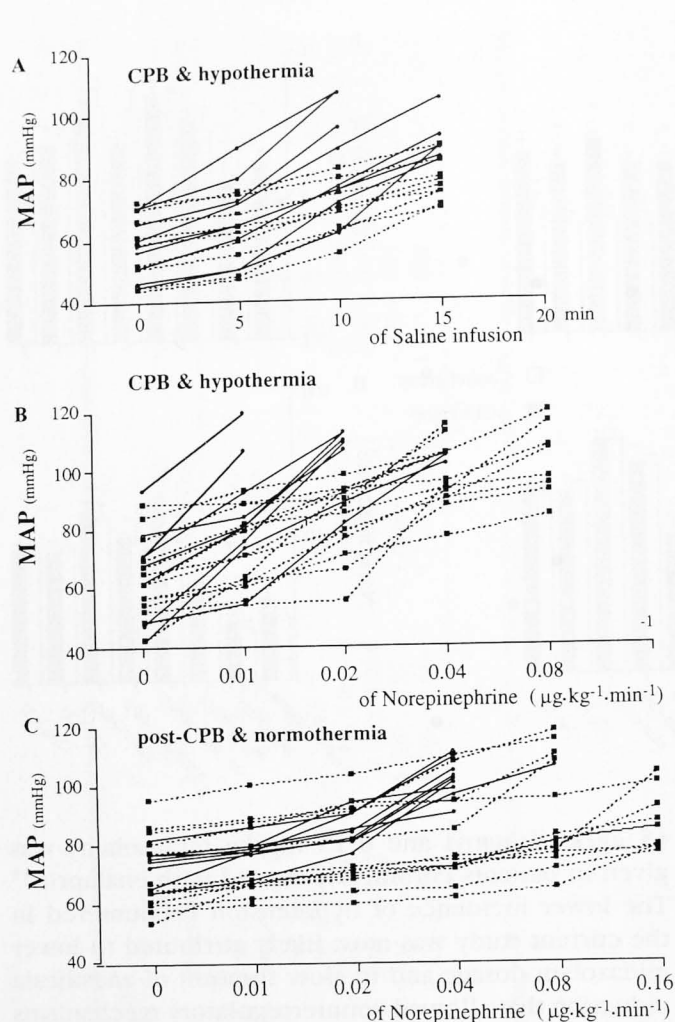 A
CPB & hypothermia
MAP (mmHg)
120
100
80
60
40
0 5 10 15 20 min
of Saline infusion
CPB & hypothermia
B
MAP (mmHg)
120
100
80
60
40
-1
0 0.01 0.02 0.04 0.08
of Norepinephrine (µg·kg-1·min-1)
C
post-CPB & normothermia
MAP (mmHg)
120
100
80
60
40
0 0.01 0.02 0.04 0.08 0.16
of Norepinephrine (µg·kg-1·min-1)